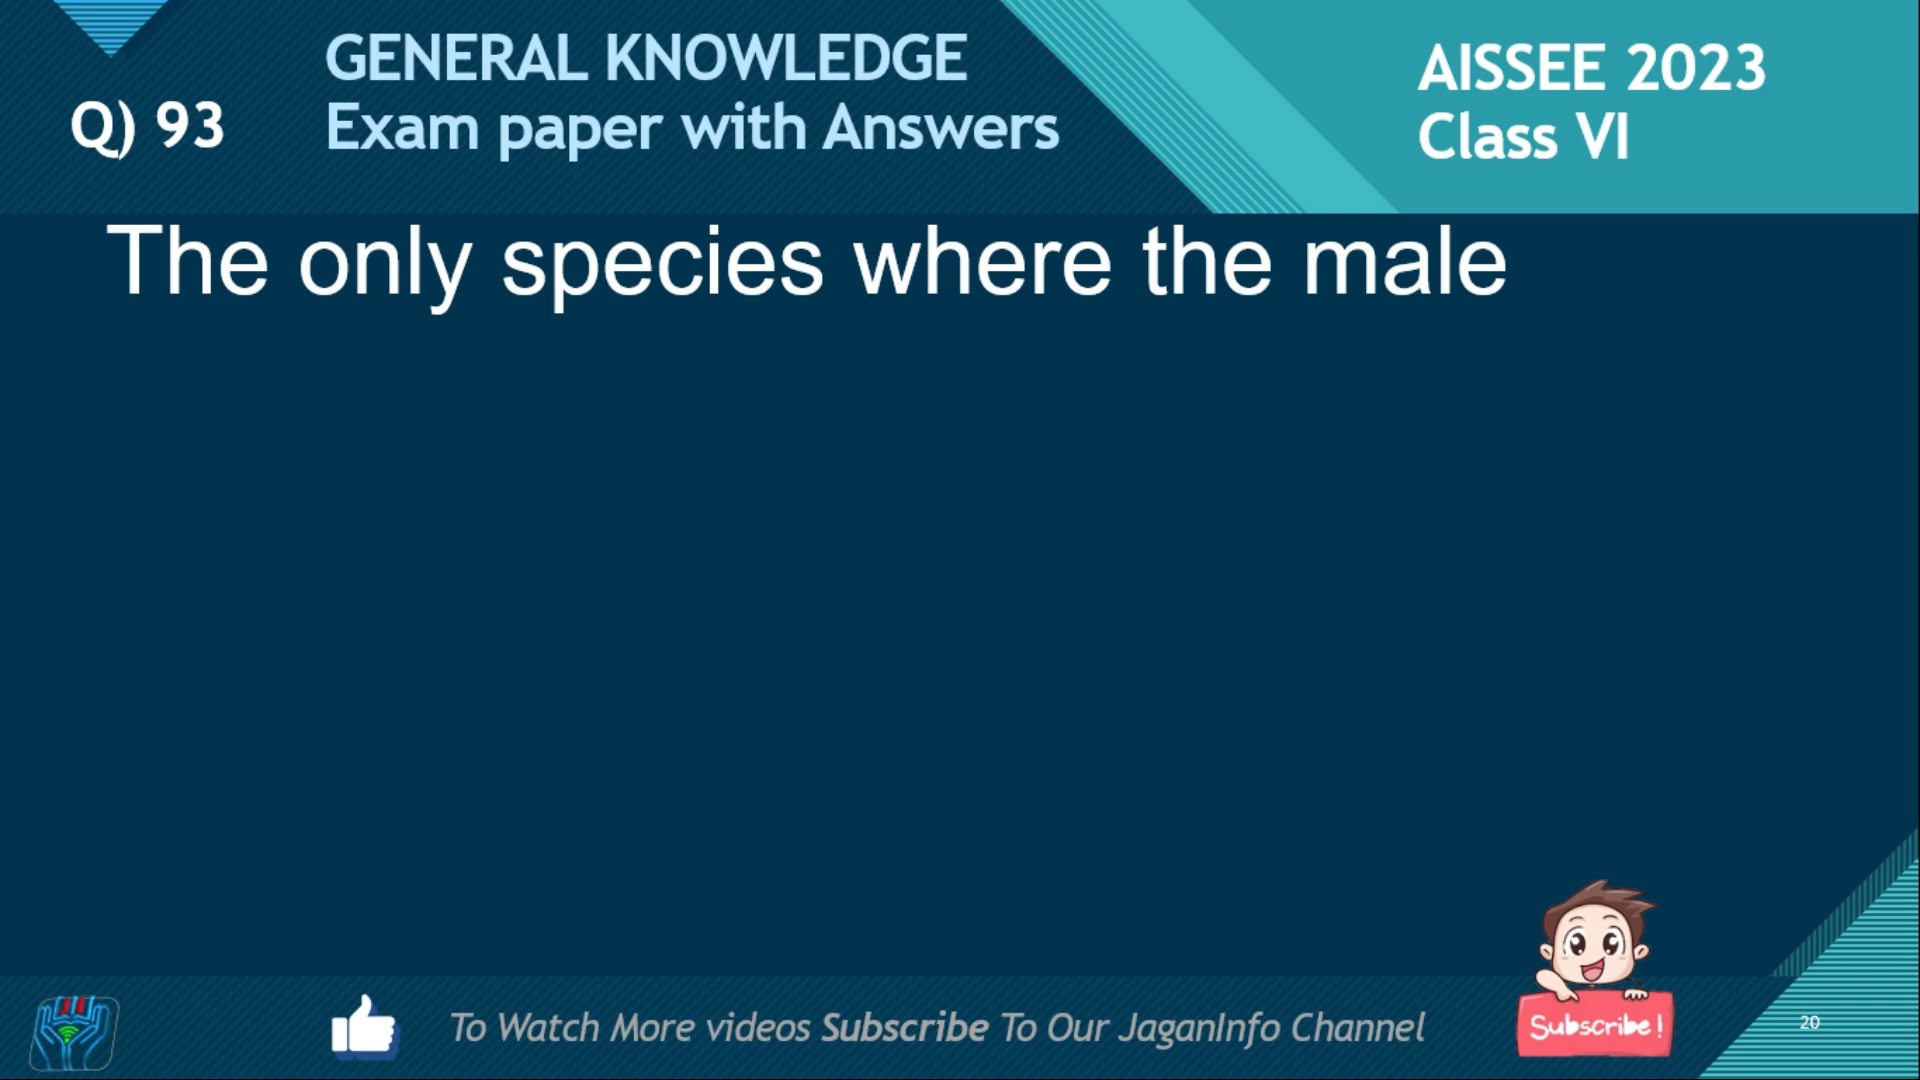 GENERAL KNOWLEDGE
AISSEE 2023
Q) 93
Exam paper with Answers
Class VI
The only species where the male
To Watch More videos Subscribe To Our JaganInfo Channel
Subscribe!
20